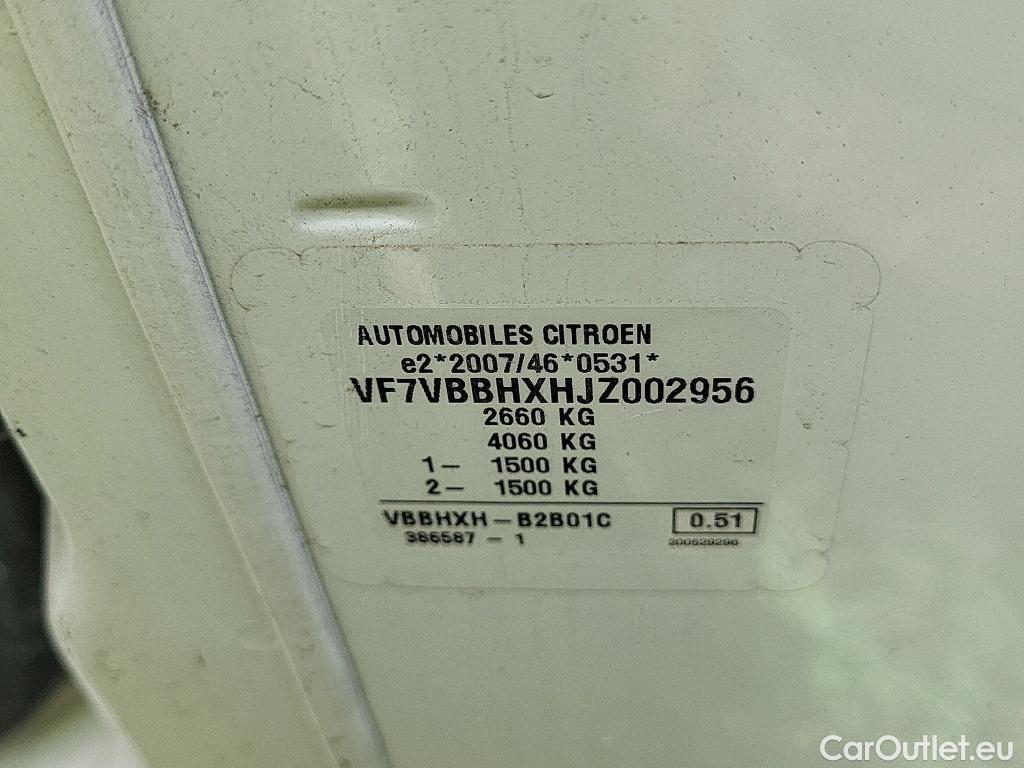 AUTOMOBILES CITROEN
e2*2007/46*0531*
VF7VBBHXHJZ002956
2660 KG
4060 KG
1- 1500 KG
2- 1500 KG
VBBHXH-B2B01C 0.51
386587 - 1
CarOutlet.eu